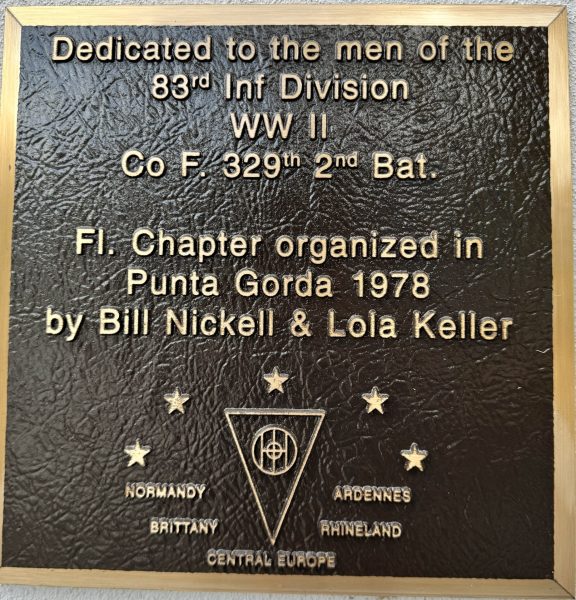 Dedicated to the men of the
83rd Inf Division
WW II
Co F. 329th 2nd Bat.
Fl. Chapter organized in
Punta Gorda 1978
by Bill Nickell & Lola Keller
NORMANDY ARDENNES
BRITTANY RHINELAND
CENTRAL EUROPE